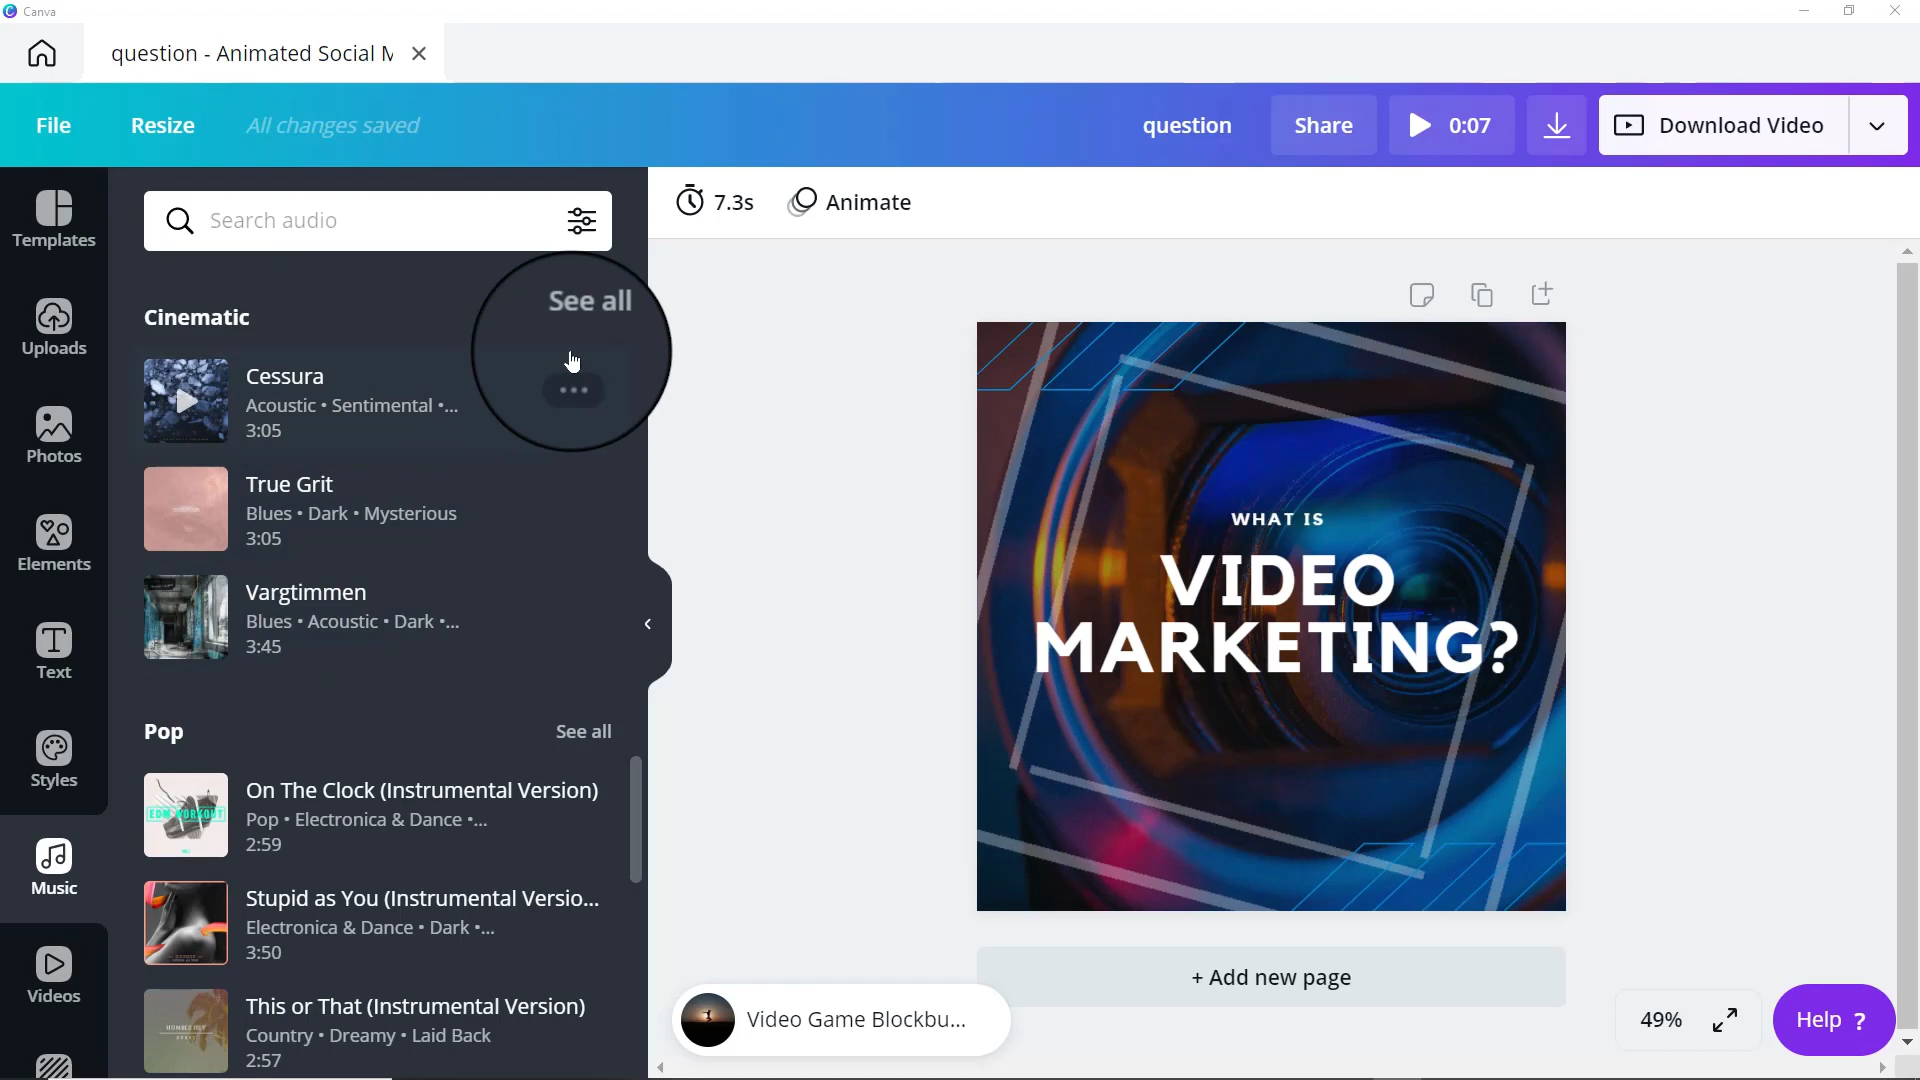 Canva
question - Animated Social M
File
Resize
All changes saved
question
Share
0:07
Download Video
Templates
Uploads
Photos
Elements
Text
Styles
Music
Videos
Search audio
Cinematic
See all
Cessura
Acoustic • Sentimental •...
3:05
True Grit
Blues • Dark • Mysterious
3:05
Vargtimmen
Blues • Acoustic • Dark •...
3:45
Pop
See all
EDM WORKOUT
On The Clock (Instrumental Version)
Pop • Electronica & Dance •...
2:59
Stupid as You (Instrumental Versio...
Electronica & Dance • Dark •...
3:50
This or That (Instrumental Version)
Country • Dreamy • Laid Back
2:57
7.3s
Animate
WHAT IS
VIDEO
MARKETING?
+ Add new page
Video Game Blockbu...
49%
Help ?